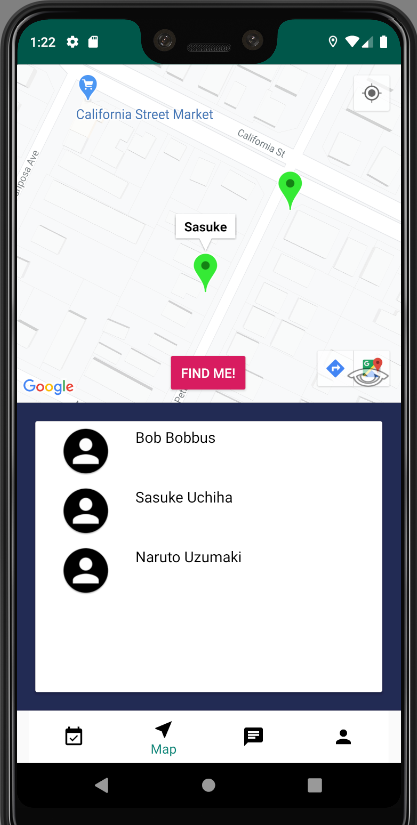 1:22
California Street Market
California St
Sasuke
FIND ME!
Google
Bob Bobbus
Sasuke Uchiha
Naruto Uzumaki
Map